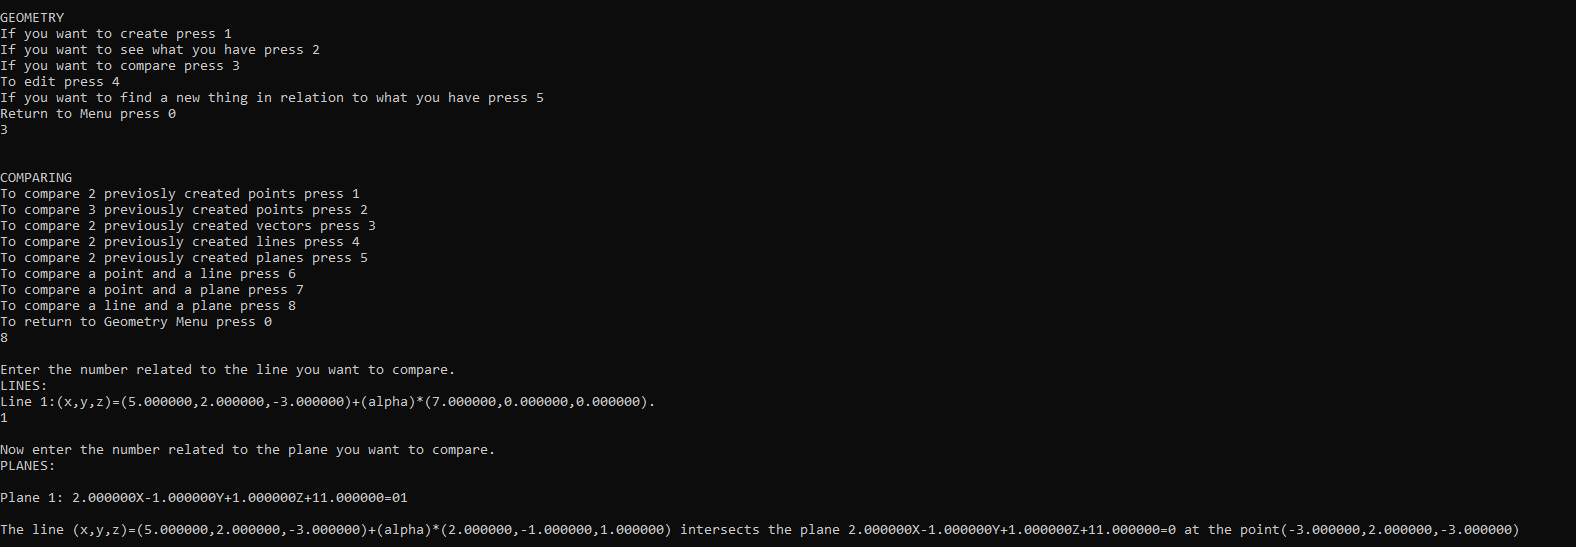 GEOMETRY
If you want to create press 1
If you want to see what you have press 2
If you want to compare press 3
To edit press 4
If you want to find a new thing in relation to what you have press 5
Return to Menu press 0
3
COMPARING
To compare 2 previosly created points press 1
To compare 3 previously created points press 2
To compare 2 previously created vectors press 3
To compare 2 previously created lines press 4
To compare 2 previously created planes press 5
To compare a point and a line press 6
To compare a point and a plane press 7
To compare a line and a plane press 8
To return to Geometry Menu press 0
8
Enter the number related to the line you want to compare.
LINES:
Line 1:(x,y,z)=(5.000000,2.000000,-3.000000)+(alpha)*(7.000000,0.000000,0.000000).
1
Now enter the number related to the plane you want to compare.
PLANES:
Plane 1: 2.000000X-1.000000Y+1.000000Z+11.000000=01
The line (x,y,z)=(5.000000,2.000000,-3.000000)+(alpha)*(2.000000,-1.000000,1.000000) intersects the plane 2.000000X-1.000000Y+1.000000Z+11.000000=0 at the point(-3.000000,2.000000,-3.000000)